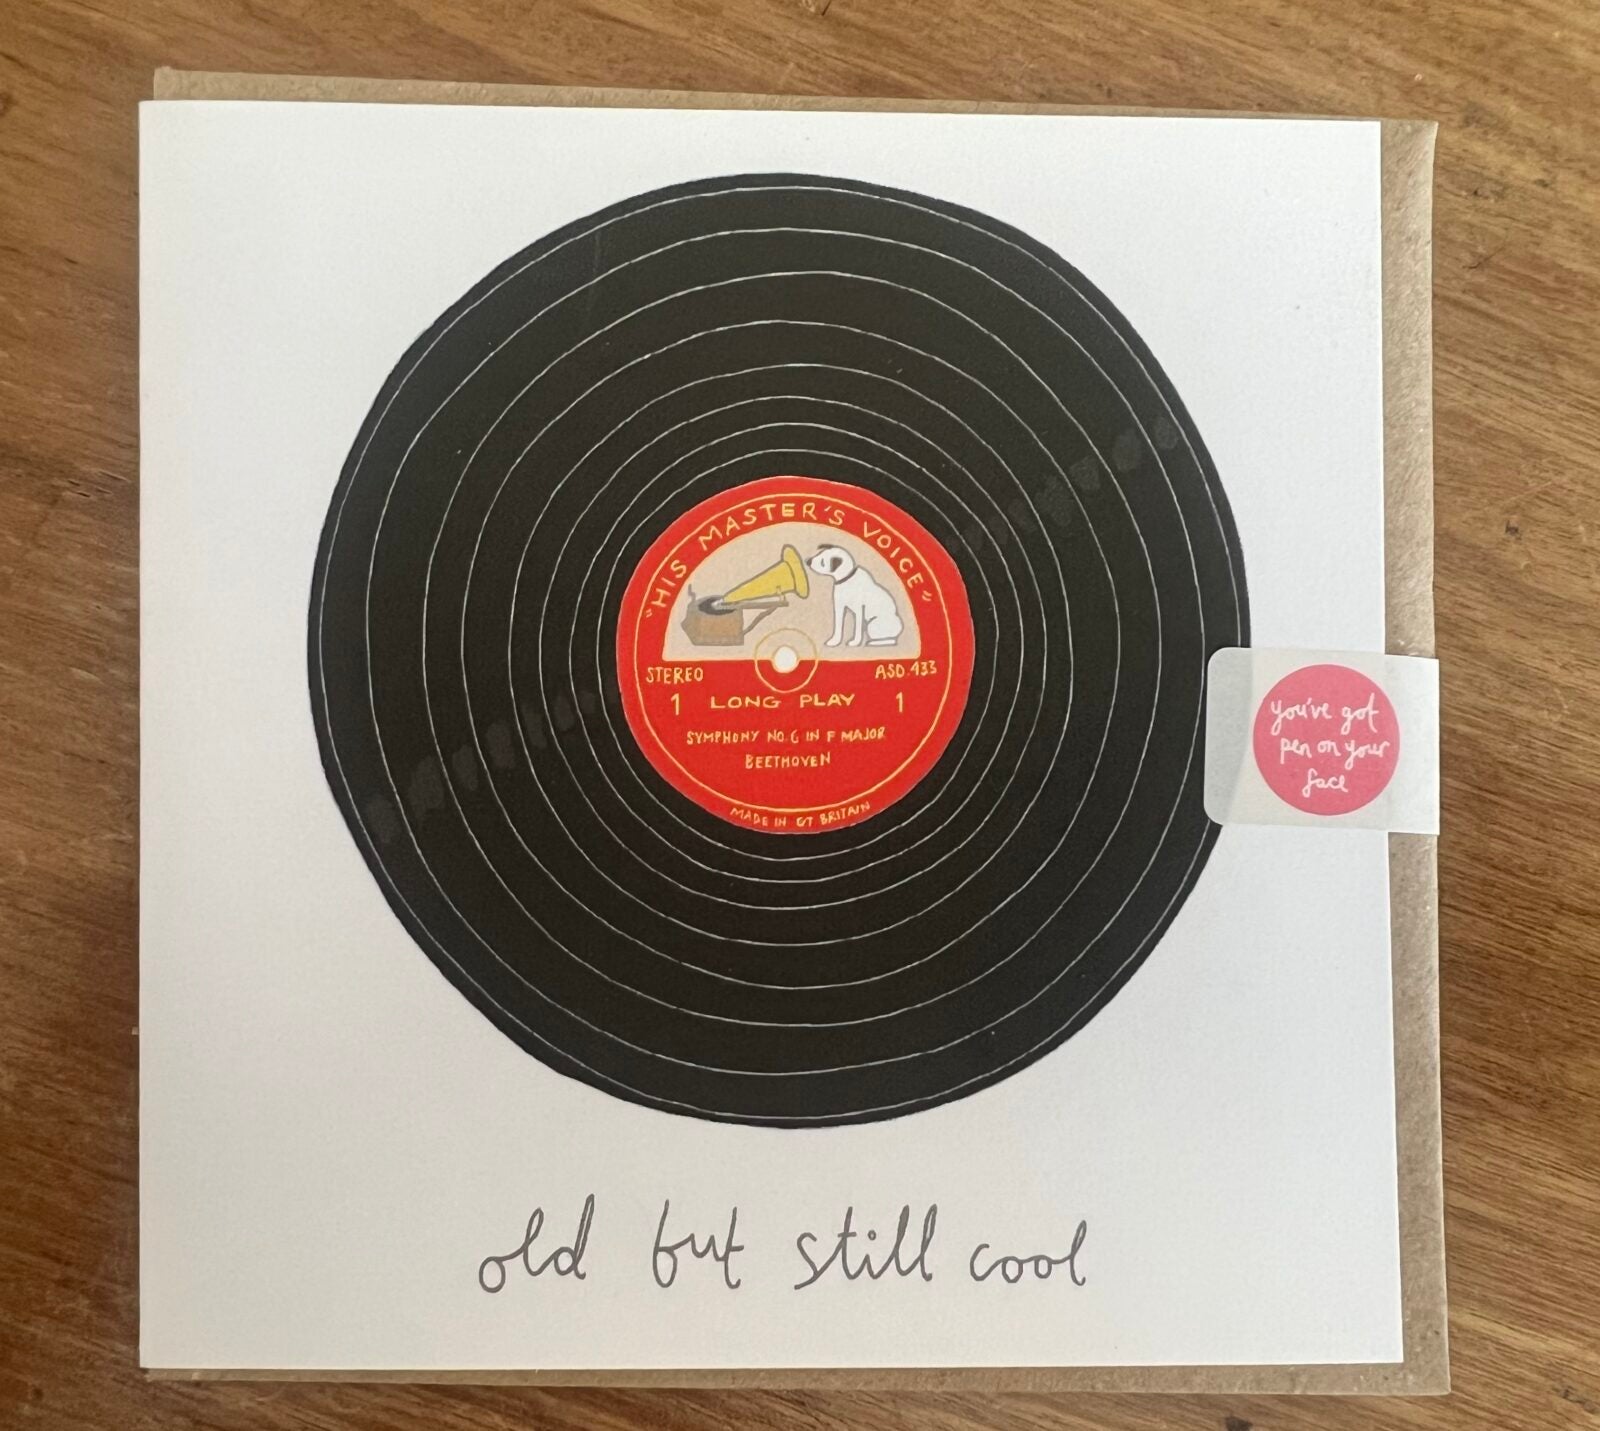 "HIS MASTER'S VOICE"
STEREO ASD.433
1 LONG PLAY 1
SYMPHONY NO.6 IN F MAJOR
BEETHOVEN
MADE IN GT BRITAIN
you've got
pen on your
face
old but still cool